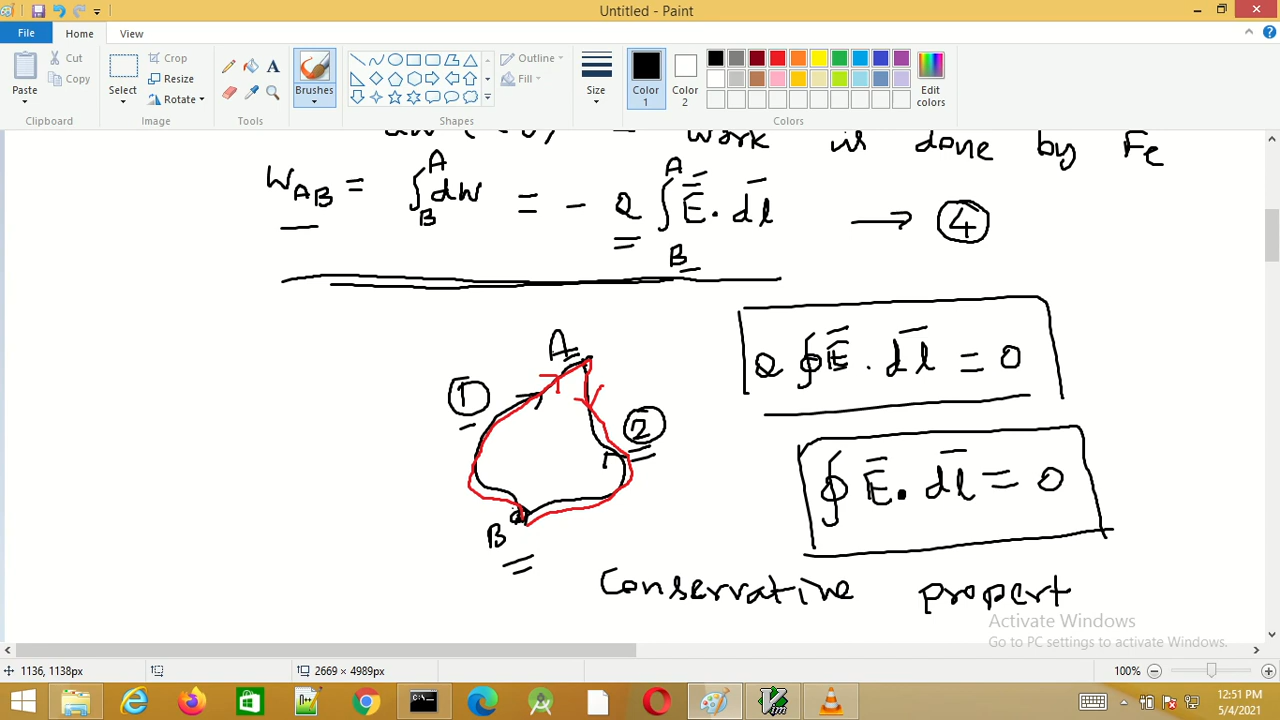 Untitled - Paint
File Home View
Paste Cut Copy Clipboard
Select Crop Resize Rotate Image
Tools
Brushes
Outline Fill Shapes
Size
Color 1 Color 2 Edit colors Colors
work is done by Fe
W_AB = ∫_B^A dW = - Q ∫_B^A E̅ . d̅l̅ → ④
A
①
②
B
Q ∮ E̅ . d̅l̅ = 0
∮ E̅ . d̅l̅ = 0
Conservative propert
Activate Windows
Go to PC settings to activate Windows.
1136, 1138px 2669 × 4989px 100%
12:51 PM
5/4/2021